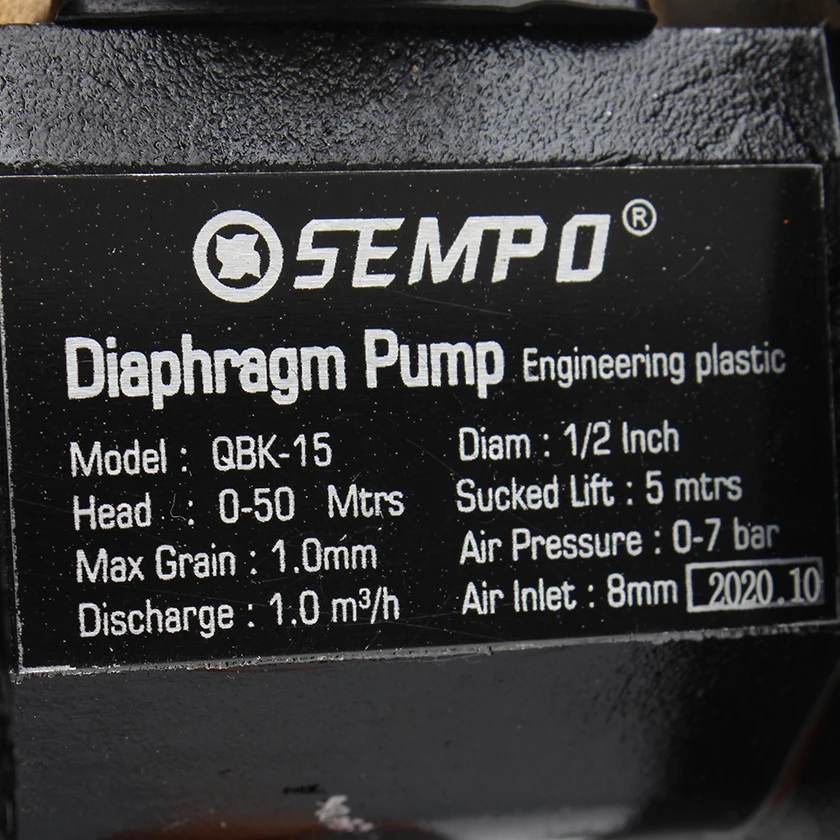 SEMPO®
Diaphragm Pump Engineering plastic
Model : QBK-15 Diam : 1/2 Inch
Head : 0-50 Mtrs Sucked Lift : 5 mtrs
Max Grain : 1.0mm Air Pressure : 0-7 bar
Discharge : 1.0 m³/h Air Inlet : 8mm 2020.10